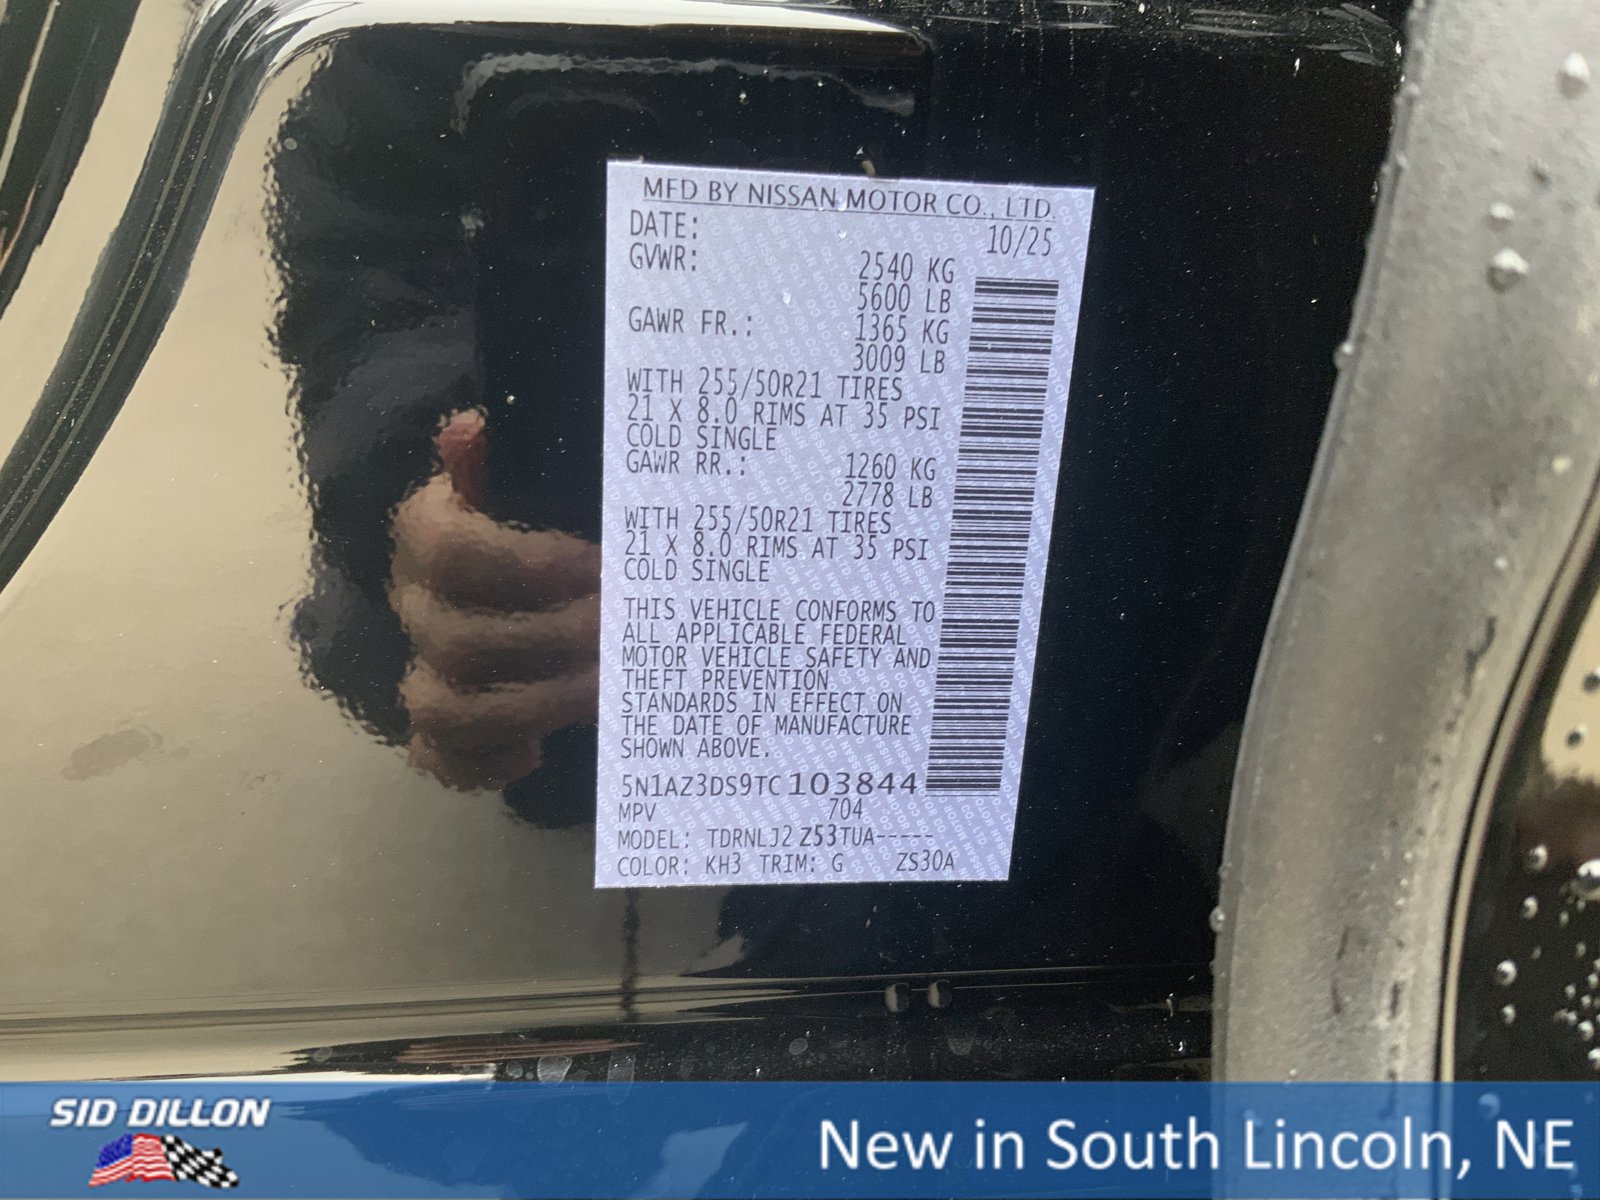 MFD BY NISSAN MOTOR CO., LTD.
DATE: 10/25
GVWR: 2540 KG
5600 LB
GAWR FR.: 1365 KG
3009 LB
WITH 255/50R21 TIRES
21 X 8.0 RIMS AT 35 PSI
COLD SINGLE
GAWR RR.: 1260 KG
2778 LB
WITH 255/50R21 TIRES
21 X 8.0 RIMS AT 35 PSI
COLD SINGLE
THIS VEHICLE CONFORMS TO
ALL APPLICABLE FEDERAL
MOTOR VEHICLE SAFETY AND
THEFT PREVENTION
STANDARDS IN EFFECT ON
THE DATE OF MANUFACTURE
SHOWN ABOVE.
5N1AZ3DS9TC103844
MPV 704
MODEL: TDRNLJ2 Z53TUA-----
COLOR: KH3 TRIM: G ZS30A
SID DILLON
New in South Lincoln, NE